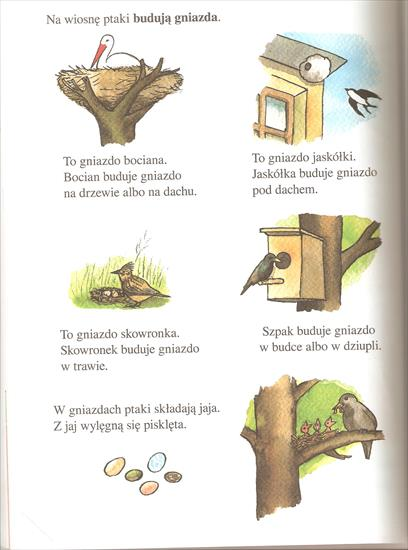 Na wiosnę ptaki budują gniazda.
To gniazdo bociana.
Bocian buduje gniazdo
na drzewie albo na dachu.
To gniazdo jaskółki.
Jaskółka buduje gniazdo
pod dachem.
To gniazdo skowronka.
Skowronek buduje gniazdo
w trawie.
Szpak buduje gniazdo
w budce albo w dziupli.
W gniazdach ptaki składają jaja.
Z jaj wylęgną się pisklęta.